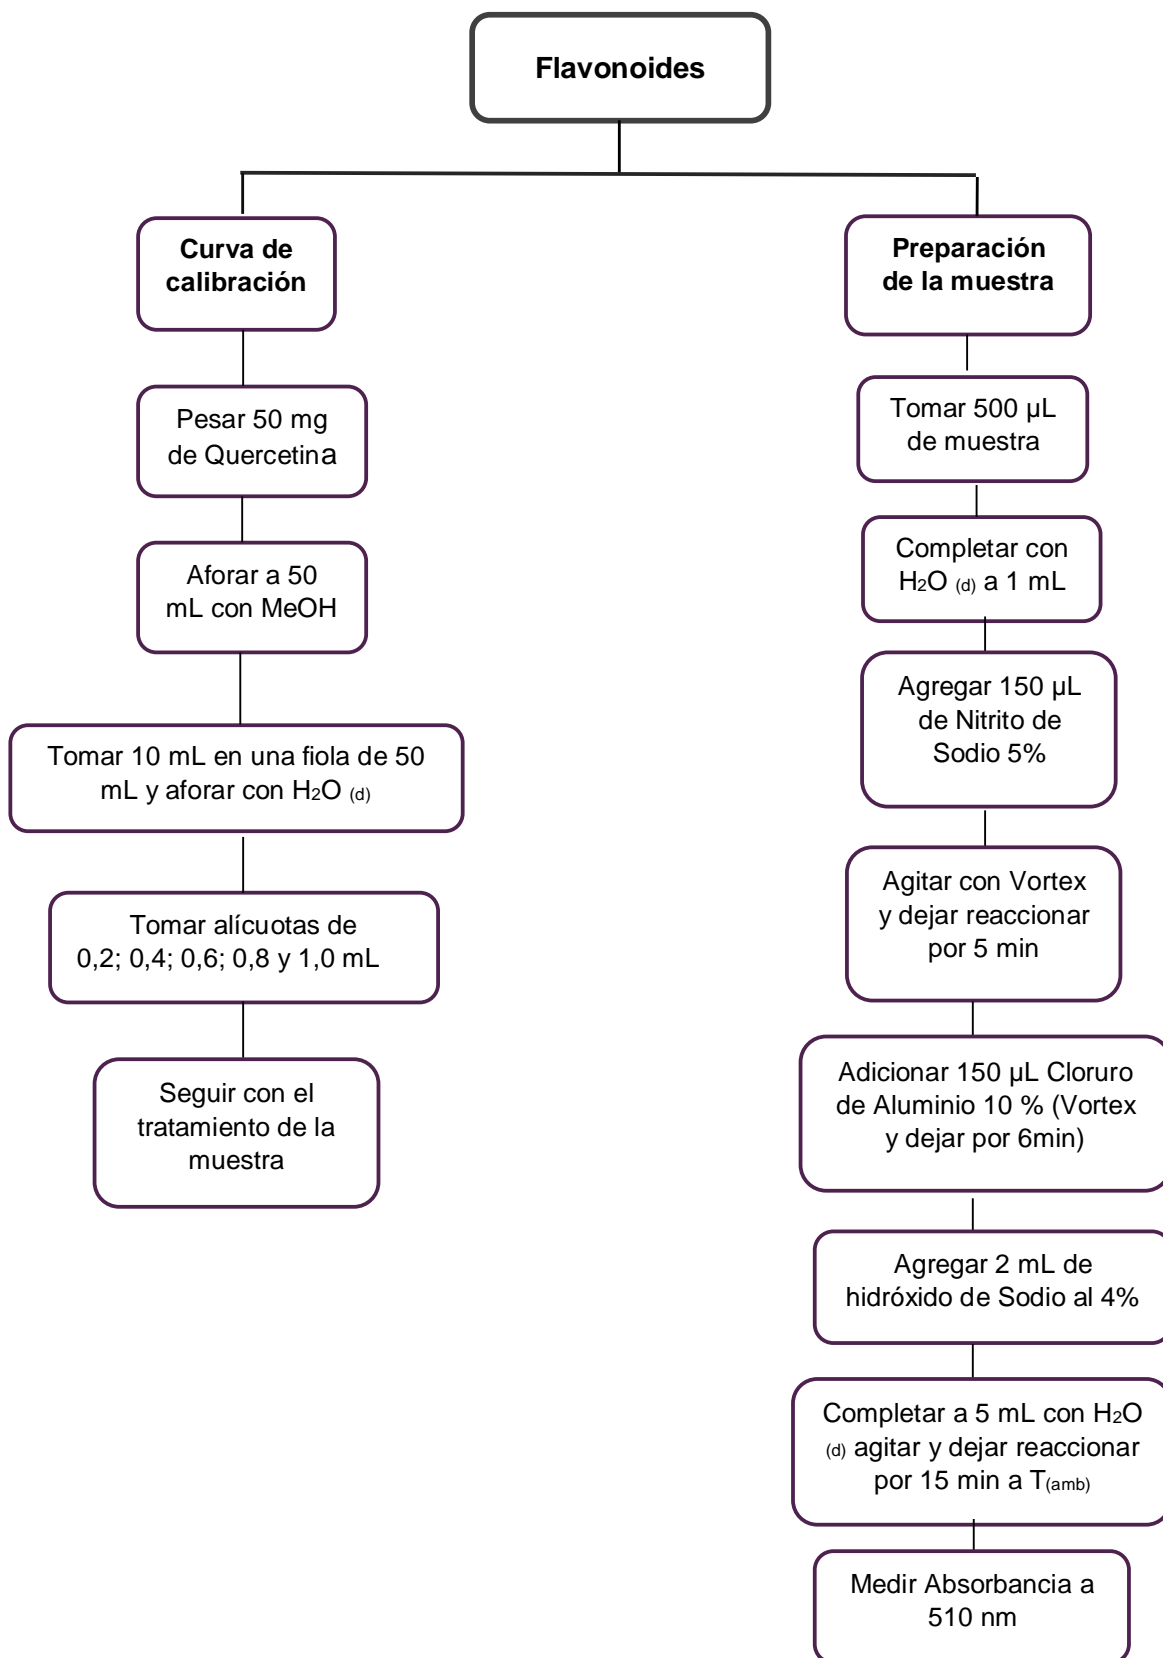 Flavonoides
Curva de
calibración
Pesar 50 mg
de Quercetina
Aforar a 50
mL con MeOH
Tomar 10 mL en una fiola de 50
mL y aforar con H₂O (d)
Tomar alícuotas de
0,2; 0,4; 0,6; 0,8 y 1,0 mL
Seguir con el
tratamiento de la
muestra
Preparación
de la muestra
Tomar 500 µL
de muestra
Completar con
H₂O (d) a 1 mL
Agregar 150 µL
de Nitrito de
Sodio 5%
Agitar con Vortex
y dejar reaccionar
por 5 min
Adicionar 150 µL Cloruro
de Aluminio 10 % (Vortex
y dejar por 6min)
Agregar 2 mL de
hidróxido de Sodio al 4%
Completar a 5 mL con H₂O
(d) agitar y dejar reaccionar
por 15 min a T(amb)
Medir Absorbancia a
510 nm